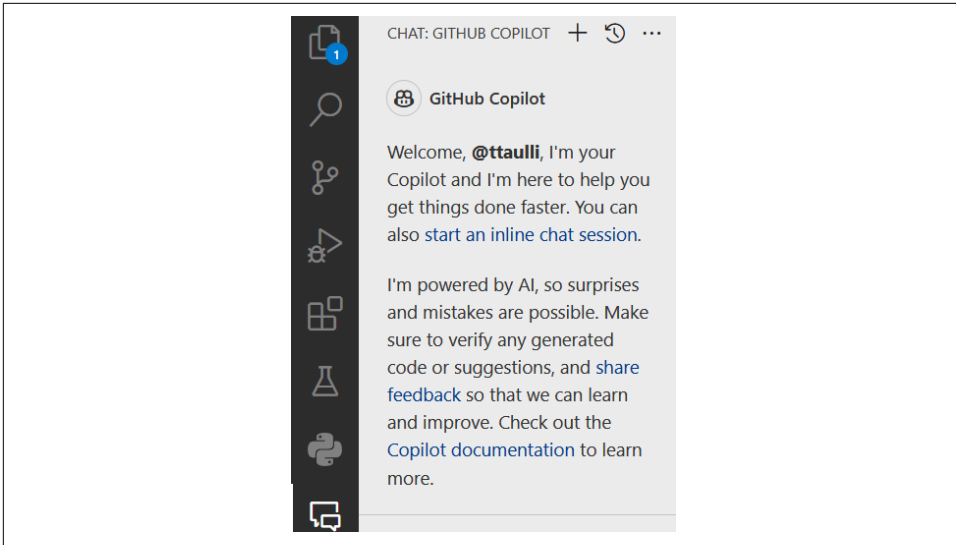 CHAT: GITHUB COPILOT
1
GitHub Copilot
Welcome, @ttaulli, I'm your
Copilot and I'm here to help you
get things done faster. You can
also start an inline chat session.
I'm powered by AI, so surprises
and mistakes are possible. Make
sure to verify any generated
code or suggestions, and share
feedback so that we can learn
and improve. Check out the
Copilot documentation to learn
more.